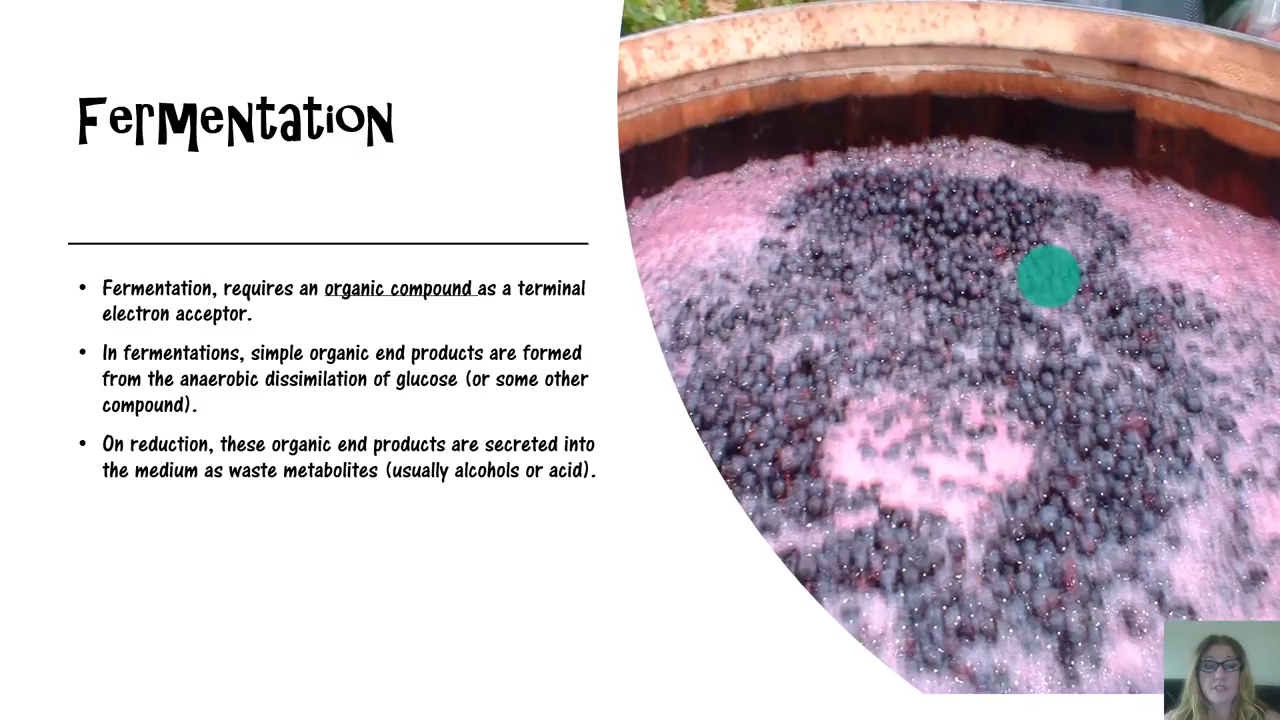 Fermentation
• Fermentation, requires an organic compound as a terminal
electron acceptor.
• In fermentations, simple organic end products are formed
from the anaerobic dissimilation of glucose (or some other
compound).
• On reduction, these organic end products are secreted into
the medium as waste metabolites (usually alcohols or acid).